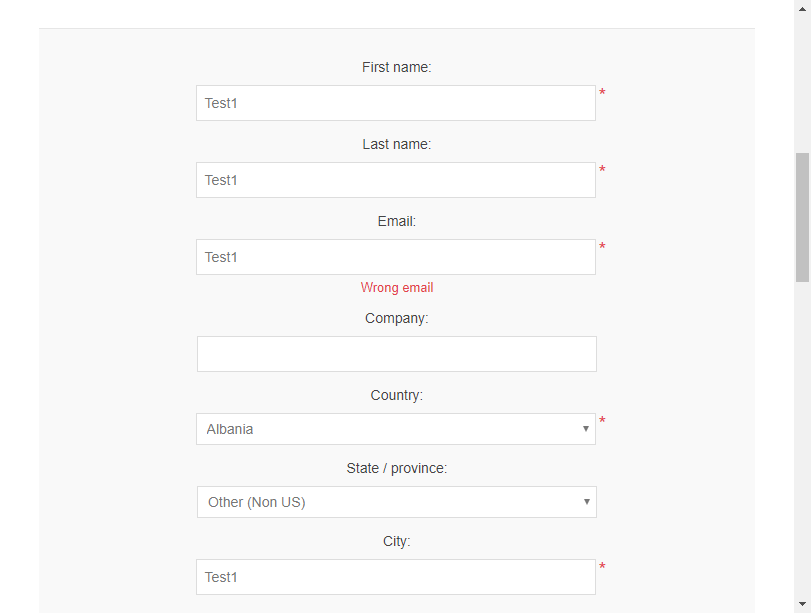 First name:
Test1 *
Last name:
Test1 *
Email:
Test1 *
Wrong email
Company:
Country:
Albania *
State / province:
Other (Non US)
City:
Test1 *